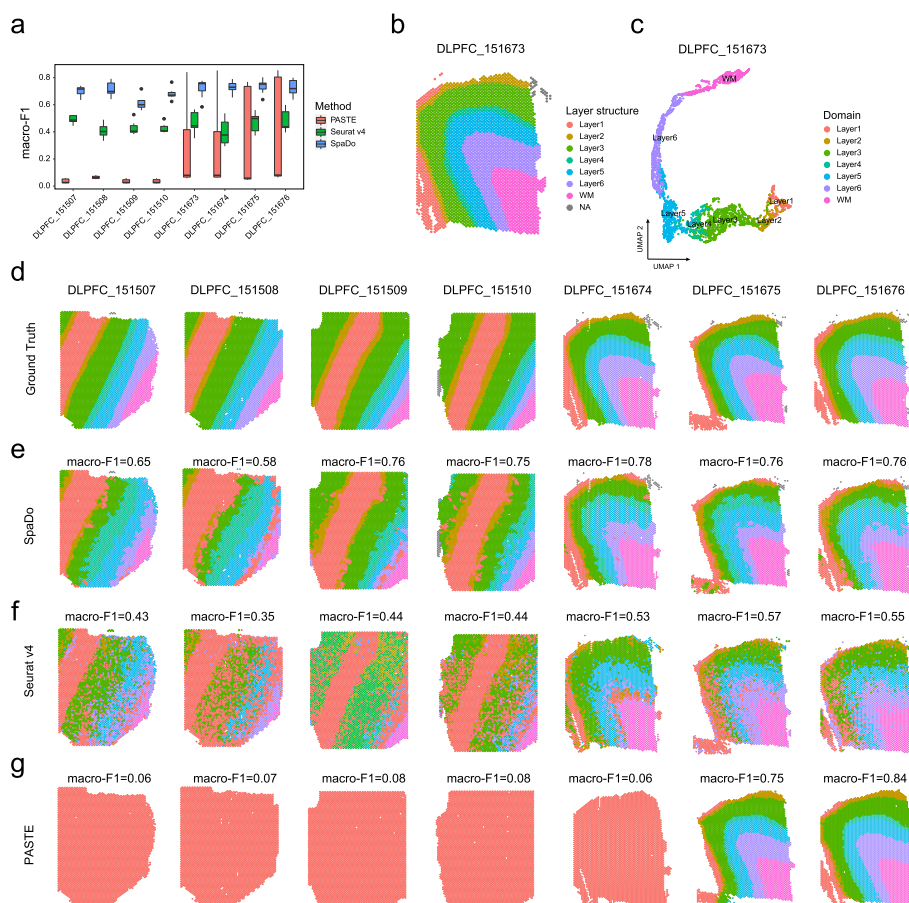 a
macro-F1
0.8
0.6
0.4
0.2
0.0
DLPFC_151507
DLPFC_151508
DLPFC_151509
DLPFC_151510
DLPFC_151673
DLPFC_151674
DLPFC_151675
DLPFC_151676
Method
PASTE
Seurat v4
SpaDo
b
DLPFC_151673
Layer structure
Layer1
Layer2
Layer3
Layer4
Layer5
Layer6
WM
NA
c
DLPFC_151673
WM
Layer6
Layer5
Layer4
Layer3
Layer2
Layer1
UMAP 2
UMAP 1
Domain
Layer1
Layer2
Layer3
Layer4
Layer5
Layer6
WM
d
DLPFC_151507 DLPFC_151508 DLPFC_151509 DLPFC_151510 DLPFC_151674 DLPFC_151675 DLPFC_151676
Ground Truth
e
macro-F1=0.65 macro-F1=0.58 macro-F1=0.76 macro-F1=0.75 macro-F1=0.78 macro-F1=0.76 macro-F1=0.76
SpaDo
f
macro-F1=0.43 macro-F1=0.35 macro-F1=0.44 macro-F1=0.44 macro-F1=0.53 macro-F1=0.57 macro-F1=0.55
Seurat v4
g
macro-F1=0.06 macro-F1=0.07 macro-F1=0.08 macro-F1=0.08 macro-F1=0.06 macro-F1=0.75 macro-F1=0.84
PASTE